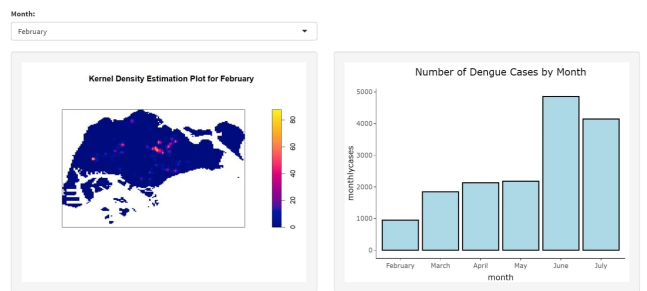 Month:
February
Kernel Density Estimation Plot for February
80
60
40
20
0
Number of Dengue Cases by Month
5000
4000
3000
2000
1000
0
monthlycases
February March April May June July
month